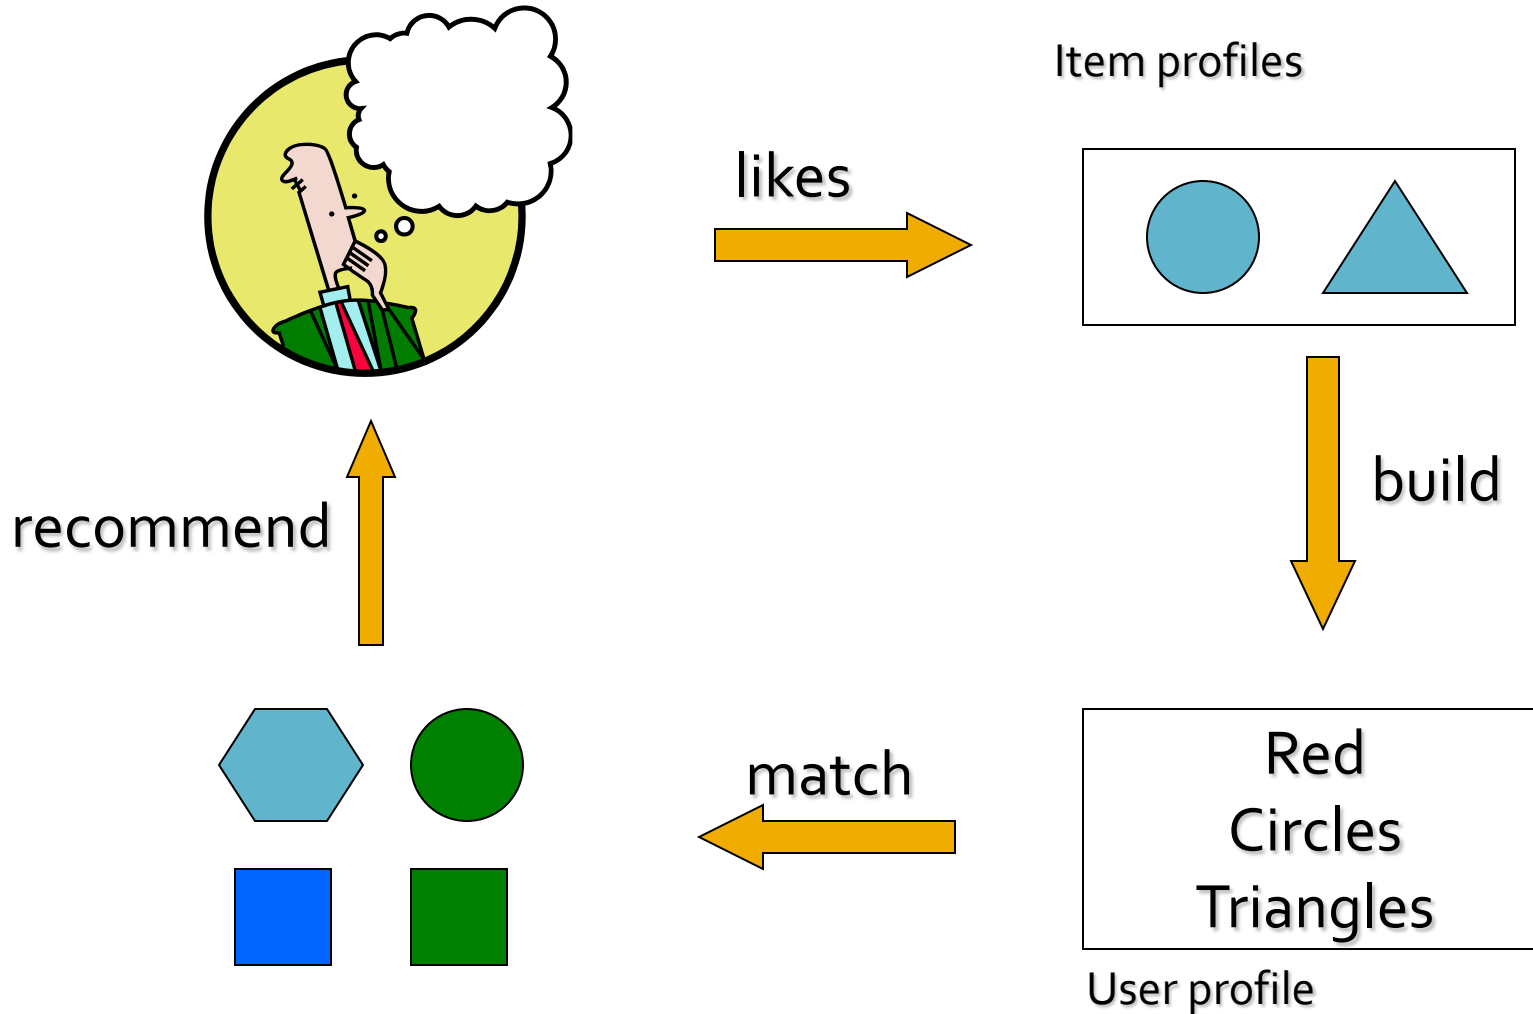 Item profiles
likes
build
recommend
match
Red
Circles
Triangles
User profile